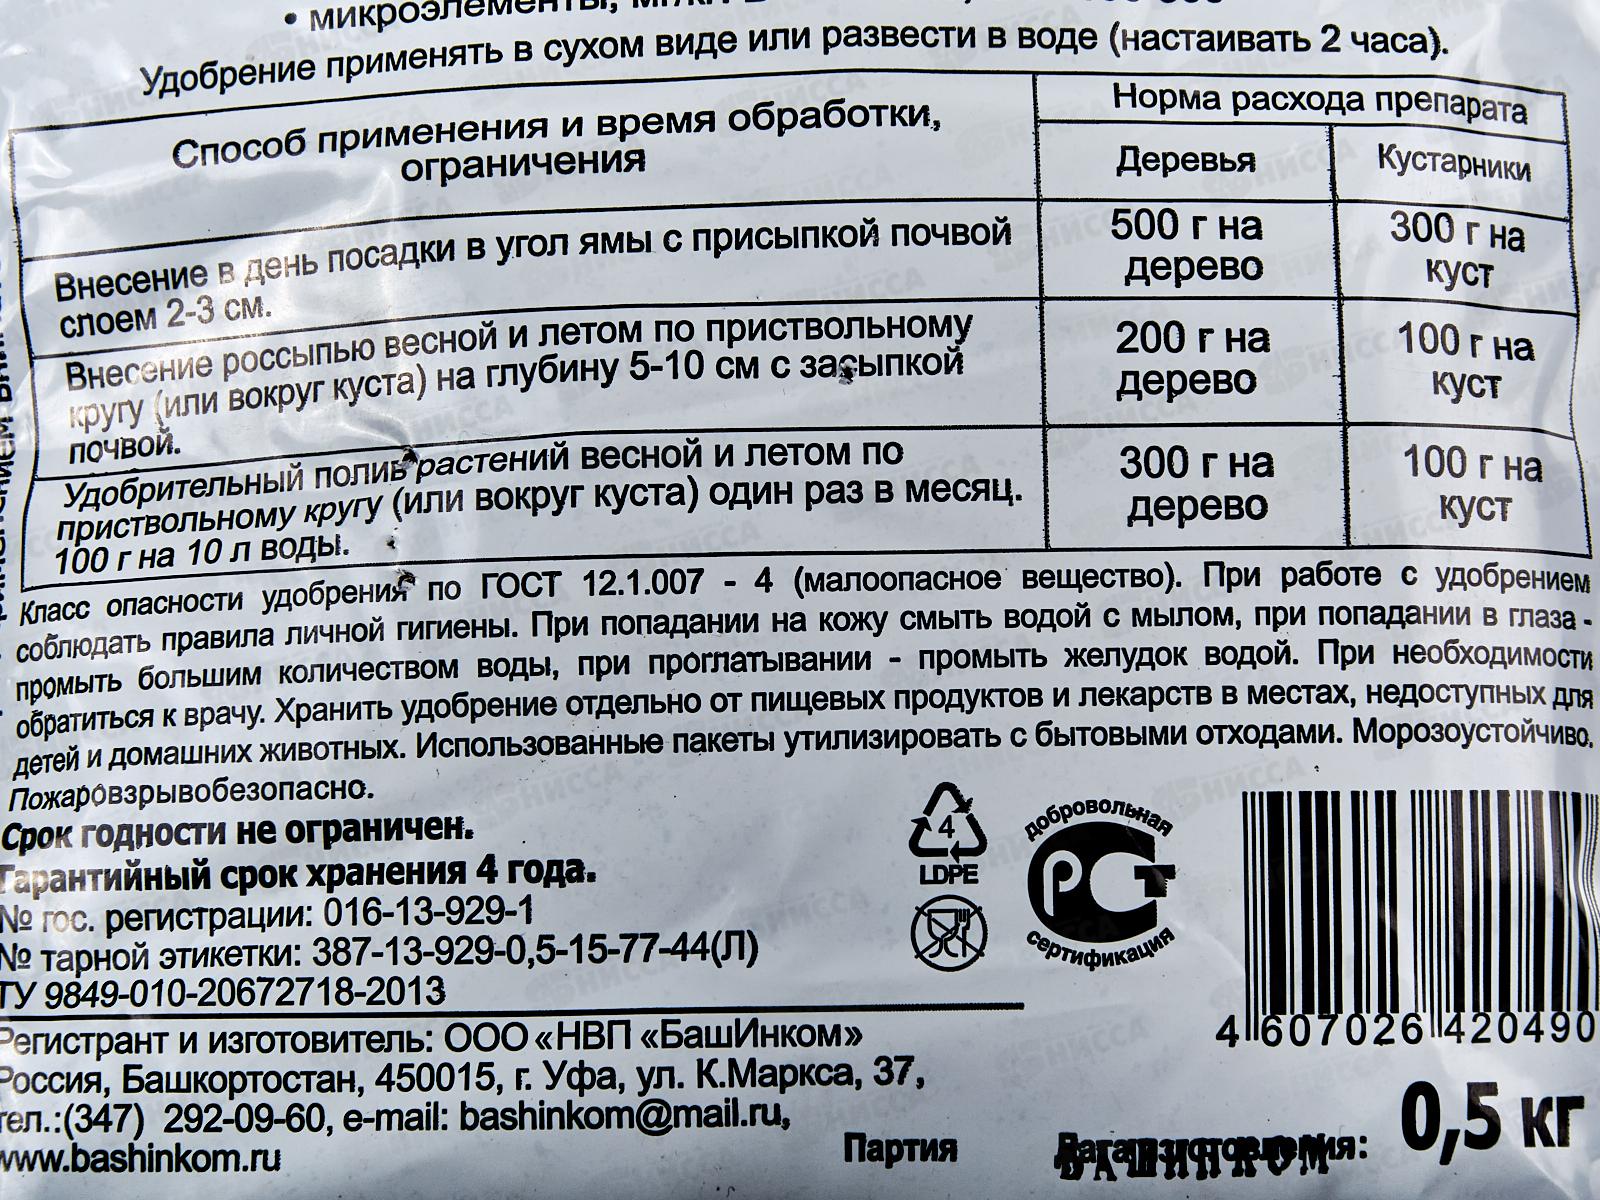 • микроэлементы,
Удобрение применять в сухом виде или развести в воде (настаивать 2 часа).
Способ применения и время обработки,
ограничения
Норма расхода препарата
Деревья
Кустарники
Внесение в день посадки в угол ямы с присыпкой почвой
слоем 2-3 см.
500 г на
дерево
300 г на
куст
Внесение россыпью весной и летом по приствольному
кругу (или вокруг куста) на глубину 5-10 см с засыпкой
почвой.
200 г на
дерево
100 г на
куст
Удобрительный полив растений весной и летом по
приствольному кругу (или вокруг куста) один раз в месяц.
100 г на 10 л воды.
300 г на
дерево
100 г на
куст
Класс опасности удобрения по ГОСТ 12.1.007 - 4 (малоопасное вещество). При работе с удобрением
соблюдать правила личной гигиены. При попадании на кожу смыть водой с мылом, при попадании в глаза -
промыть большим количеством воды, при проглатывании - промыть желудок водой. При необходимости
обратиться к врачу. Хранить удобрение отдельно от пищевых продуктов и лекарств в местах, недоступных для
детей и домашних животных. Использованные пакеты утилизировать с бытовыми отходами. Морозоустойчиво.
Пожаровзрывобезопасно.
Срок годности не ограничен.
Гарантийный срок хранения 4 года.
№ гос. регистрации: 016-13-929-1
№ тарной этикетки: 387-13-929-0,5-15-77-44(Л)
ТУ 9849-010-20672718-2013
4
LDPE
добровольная
РСТ
сертификация
4 607026 420490
Регистрант и изготовитель: ООО «НВП «БашИнком»
Россия, Башкортостан, 450015, г. Уфа, ул. К.Маркса, 37,
тел.:(347) 292-09-60, e-mail: bashinkom@mail.ru,
www.bashinkom.ru
Партия
Дата изготовления:
БАШИНКОМ
0,5 кг